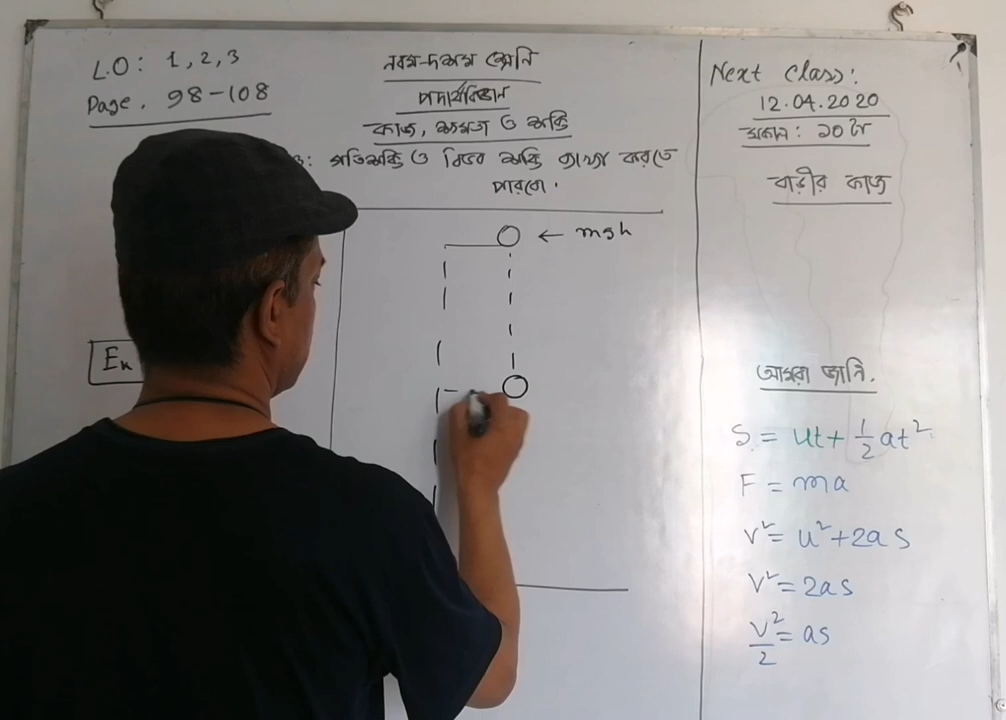 L.O: 1, 2, 3
Page. 98-108
নবম-দশম শ্রেনি
পদার্থবিজ্ঞান
কাজ, ক্ষমতা ও শক্তি
: গতিশক্তি ও বিভব শক্তি ব্যাখ্যা করতে
পারবো।
← mgh
Ek
Next Class:
12.04.2020
সকাল: ১০ টা
বাড়ীর কাজ
আমরা জানি.
S = ut + 1/2 at²
F = ma
v² = u² + 2as
v² = 2as
v²/2 = as